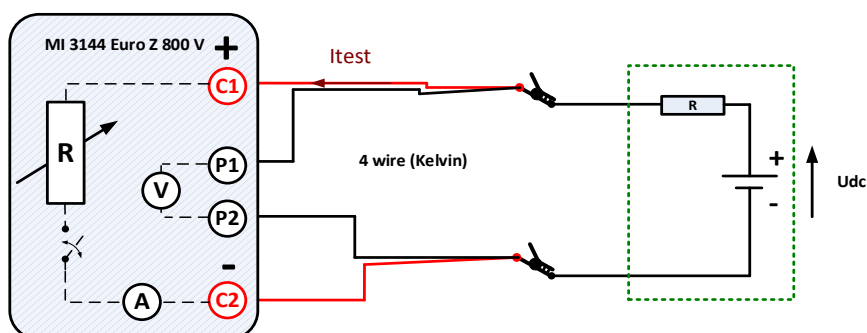 MI 3144 Euro Z 800 V
+
Itest
C1
R
R
P1
4 wire (Kelvin)
V
+
Udc
P2
-
-
A
C2